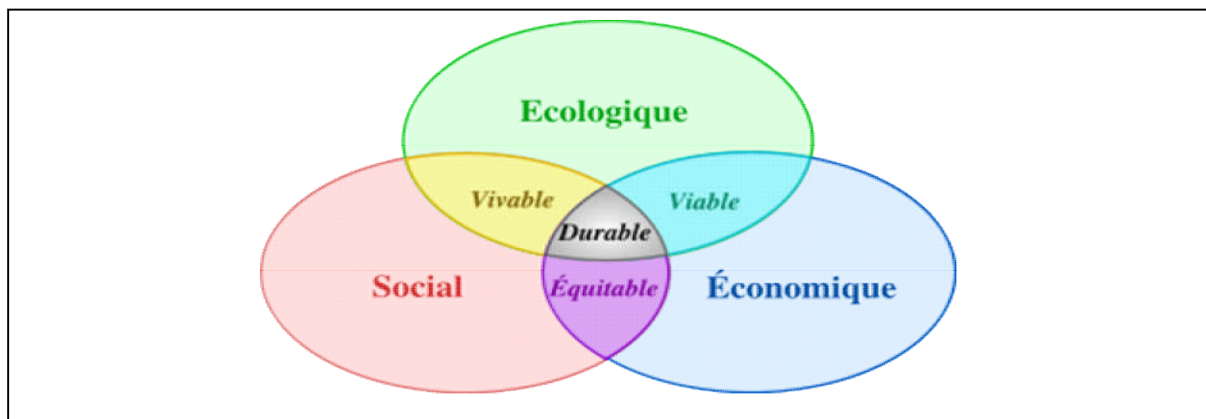 Ecologique
Vivable
Viable
Durable
Social
Équitable
Économique